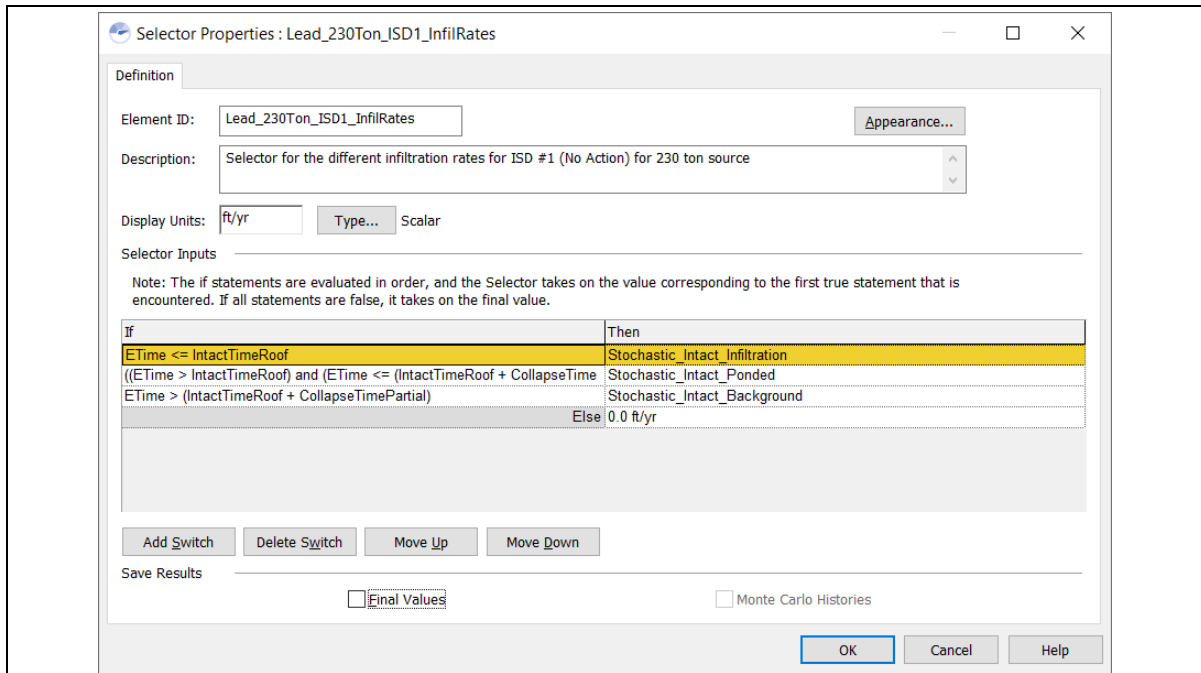 Selector Properties : Lead_230Ton_ISD1_InfilRates
Definition
Element ID: Lead_230Ton_ISD1_InfilRates Appearance...
Description: Selector for the different infiltration rates for ISD #1 (No Action) for 230 ton source
Display Units: ft/yr Type... Scalar
Selector Inputs
Note: The if statements are evaluated in order, and the Selector takes on the value corresponding to the first true statement that is
encountered. If all statements are false, it takes on the final value.
If Then
ETime <= IntactTimeRoof Stochastic_Intact_Infiltration
((ETime > IntactTimeRoof) and (ETime <= (IntactTimeRoof + CollapseTime Stochastic_Intact_Ponded
ETime > (IntactTimeRoof + CollapseTimePartial) Stochastic_Intact_Background
Else 0.0 ft/yr
Add Switch Delete Switch Move Up Move Down
Save Results
Final Values Monte Carlo Histories
OK Cancel Help